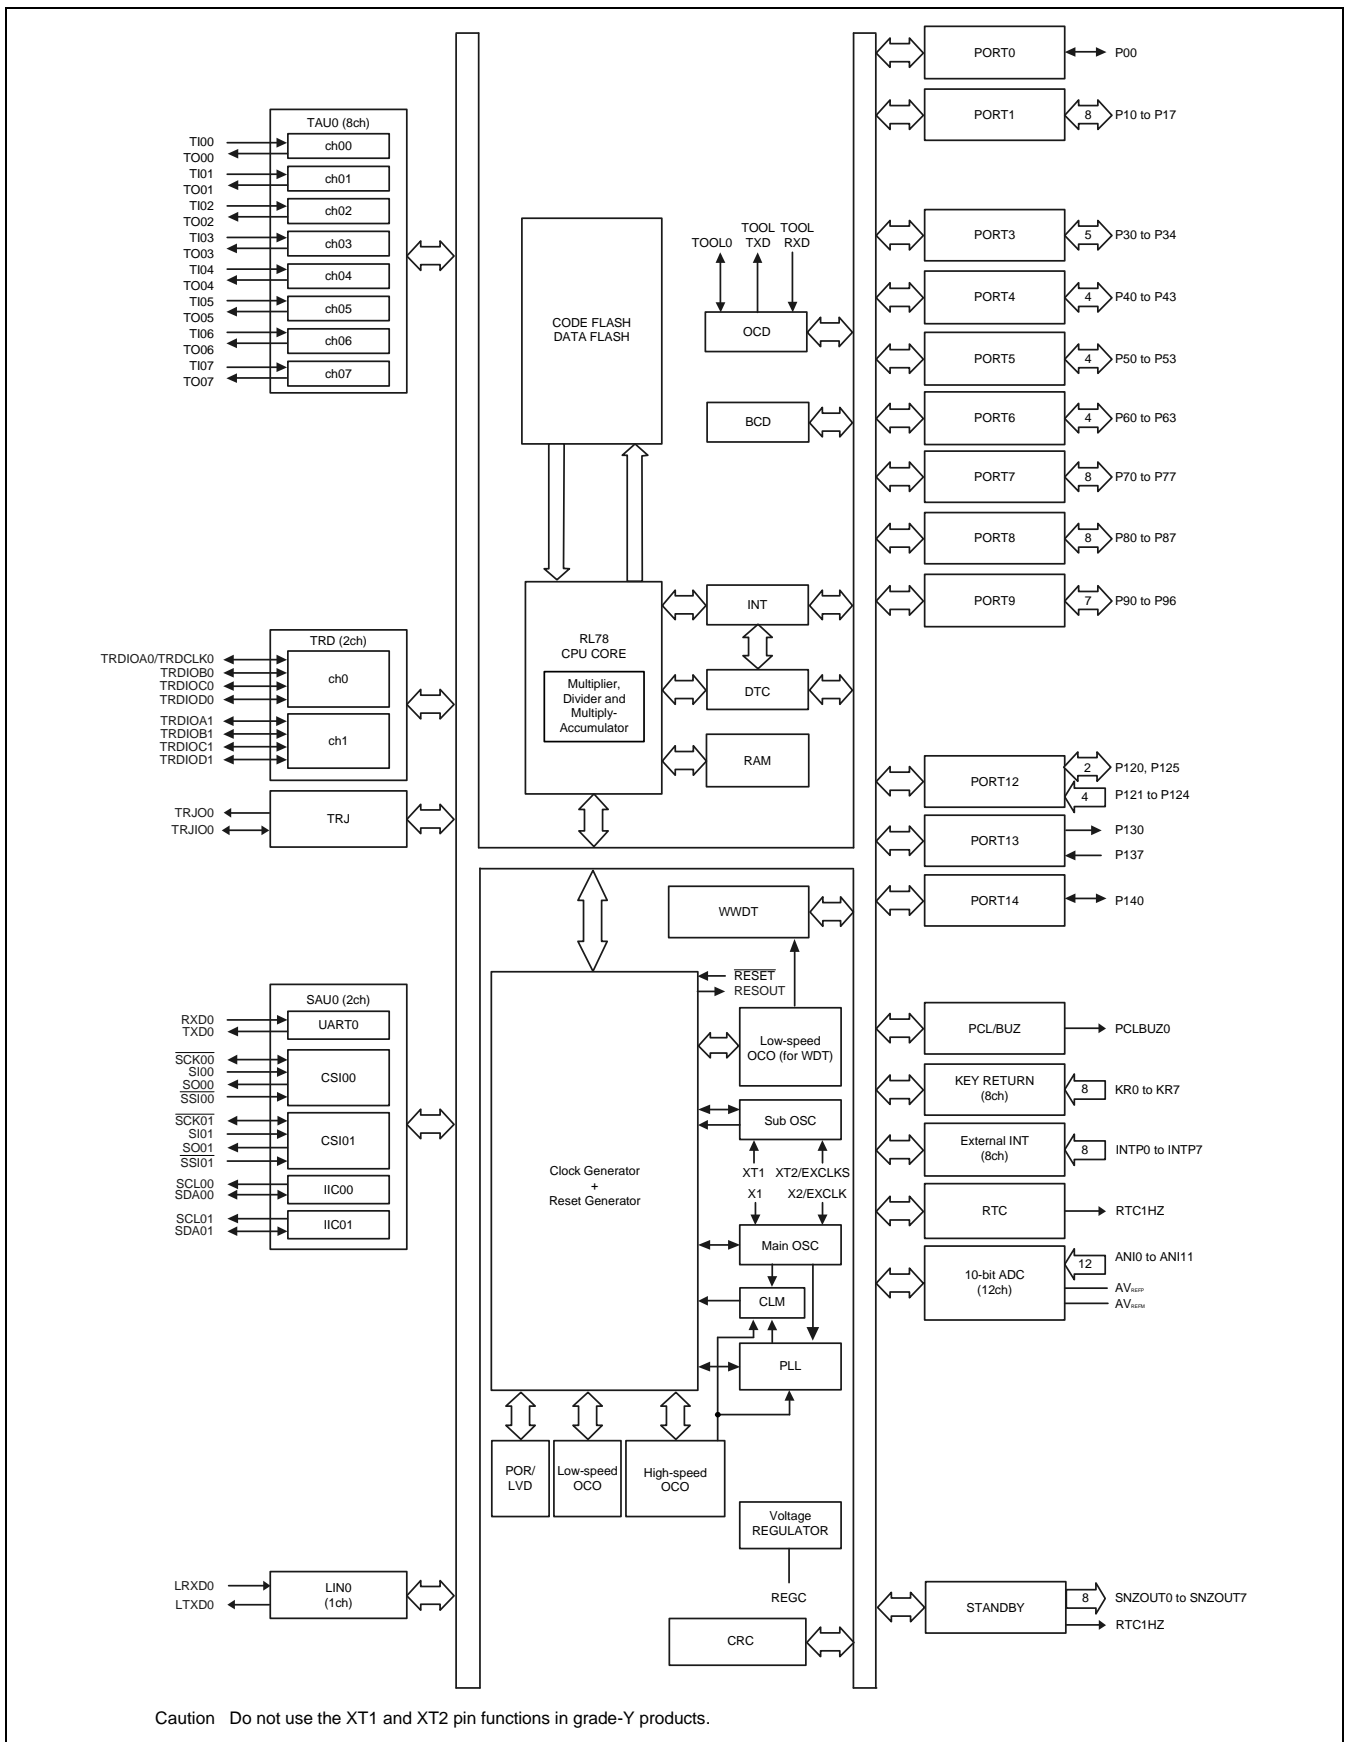 TAU0 (8ch)
TI00
TO00
ch00
TI01
TO01
ch01
TI02
TO02
ch02
TI03
TO03
ch03
TI04
TO04
ch04
TI05
TO05
ch05
TI06
TO06
ch06
TI07
TO07
ch07
TRD (2ch)
TRDIOA0/TRDCLK0
TRDIOB0
TRDIOC0
TRDIOD0
ch0
TRDIOA1
TRDIOB1
TRDIOC1
TRDIOD1
ch1
TRJO0
TRJIO0
TRJ
SAU0 (2ch)
RXD0
TXD0
UART0
SCK00
SI00
SO00
SSI00
CSI00
SCK01
SI01
SO01
SSI01
CSI01
SCL00
SDA00
IIC00
SCL01
SDA01
IIC01
LRXD0
LTXD0
LIN0
(1ch)
CODE FLASH
DATA FLASH
TOOL0
TOOL
TXD
TOOL
RXD
OCD
BCD
RL78
CPU CORE
Multiplier,
Divider and
Multiply-
Accumulator
INT
DTC
RAM
WWDT
RESET
RESOUT
Low-speed
OCO (for WDT)
Sub OSC
XT1
XT2/EXCLKS
X1
X2/EXCLK
Main OSC
CLM
PLL
Clock Generator
+
Reset Generator
POR/
LVD
Low-speed
OCO
High-speed
OCO
Voltage
REGULATOR
REGC
CRC
PORT0
P00
PORT1
8
P10 to P17
PORT3
5
P30 to P34
PORT4
4
P40 to P43
PORT5
4
P50 to P53
PORT6
4
P60 to P63
PORT7
8
P70 to P77
PORT8
8
P80 to P87
PORT9
7
P90 to P96
PORT12
2
P120, P125
4
P121 to P124
PORT13
P130
P137
PORT14
P140
PCL/BUZ
PCLBUZ0
KEY RETURN
(8ch)
8
KR0 to KR7
External INT
(8ch)
8
INTP0 to INTP7
RTC
RTC1HZ
10-bit ADC
(12ch)
12
ANI0 to ANI11
AVREFP
AVREFM
STANDBY
8
SNZOUT0 to SNZOUT7
RTC1HZ
Caution Do not use the XT1 and XT2 pin functions in grade-Y products.